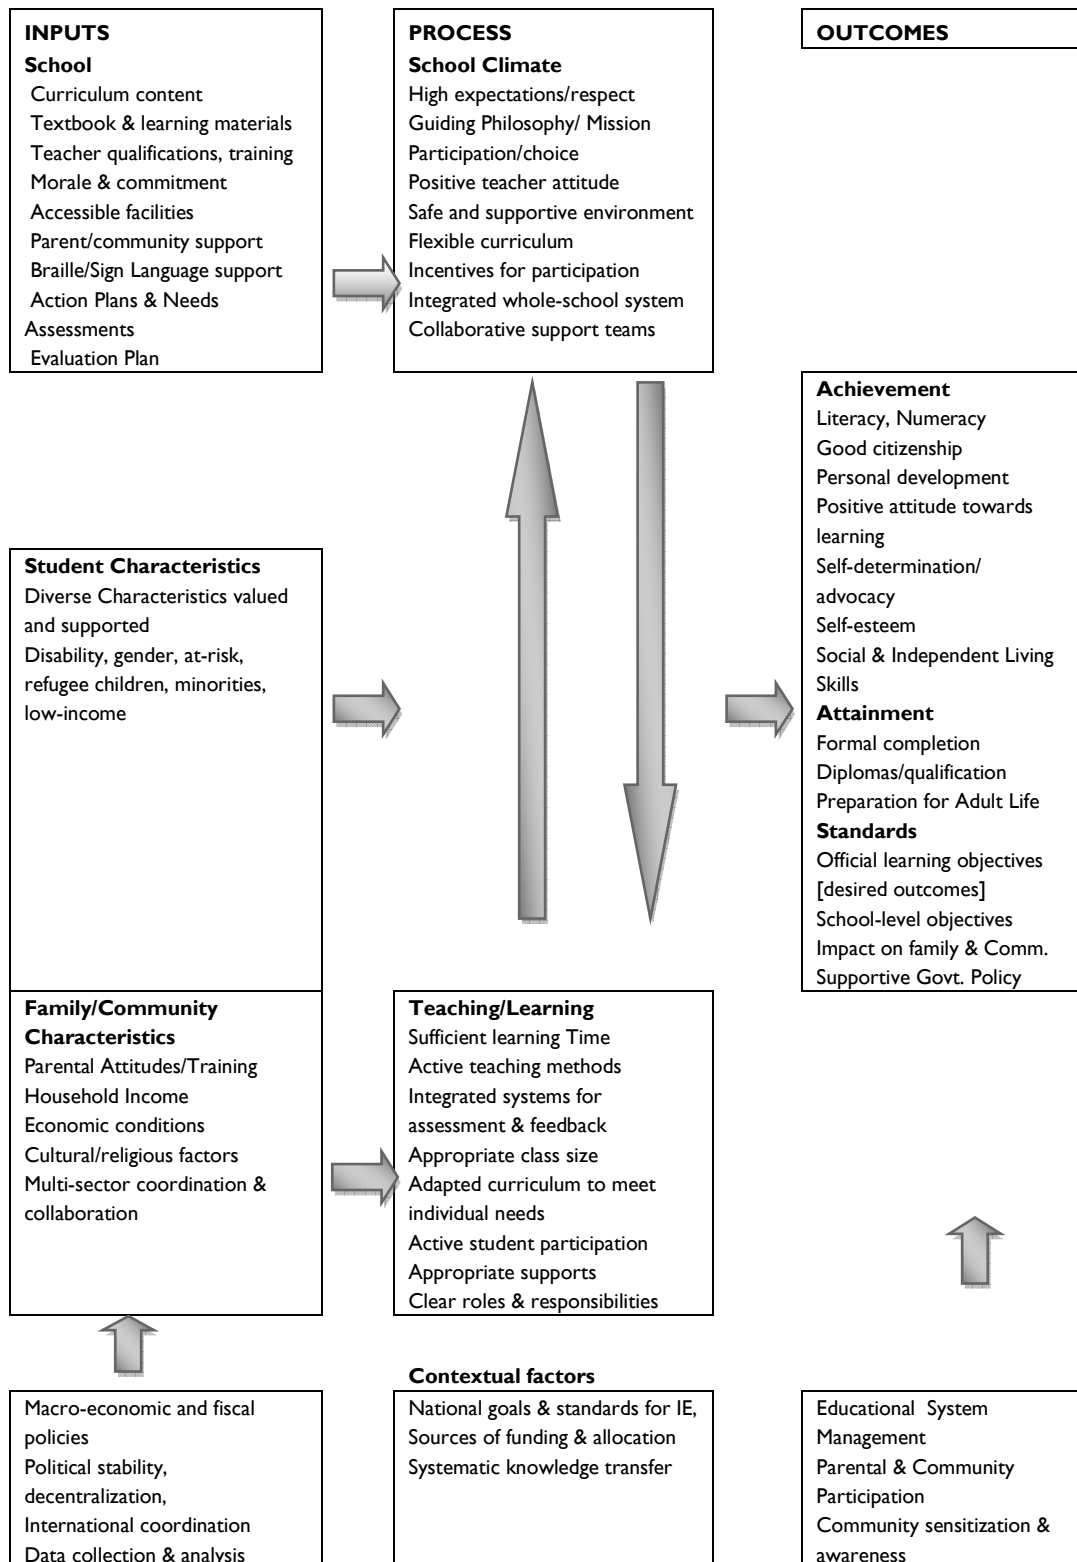 INPUTS
School
Curriculum content
Textbook & learning materials
Teacher qualifications, training
Morale & commitment
Accessible facilities
Parent/community support
Braille/Sign Language support
Action Plans & Needs
Assessments
Evaluation Plan
PROCESS
School Climate
High expectations/respect
Guiding Philosophy/ Mission
Participation/choice
Positive teacher attitude
Safe and supportive environment
Flexible curriculum
Incentives for participation
Integrated whole-school system
Collaborative support teams
OUTCOMES
Student Characteristics
Diverse Characteristics valued
and supported
Disability, gender, at-risk,
refugee children, minorities,
low-income
Achievement
Literacy, Numeracy
Good citizenship
Personal development
Positive attitude towards
learning
Self-determination/
advocacy
Self-esteem
Social & Independent Living
Skills
Attainment
Formal completion
Diplomas/qualification
Preparation for Adult Life
Standards
Official learning objectives
[desired outcomes]
School-level objectives
Impact on family & Comm.
Supportive Govt. Policy
Family/Community
Characteristics
Parental Attitudes/Training
Household Income
Economic conditions
Cultural/religious factors
Multi-sector coordination &
collaboration
Teaching/Learning
Sufficient learning Time
Active teaching methods
Integrated systems for
assessment & feedback
Appropriate class size
Adapted curriculum to meet
individual needs
Active student participation
Appropriate supports
Clear roles & responsibilities
Contextual factors
Macro-economic and fiscal
policies
Political stability,
decentralization,
International coordination
Data collection & analysis
National goals & standards for IE,
Sources of funding & allocation
Systematic knowledge transfer
Educational System
Management
Parental & Community
Participation
Community sensitization &
awareness